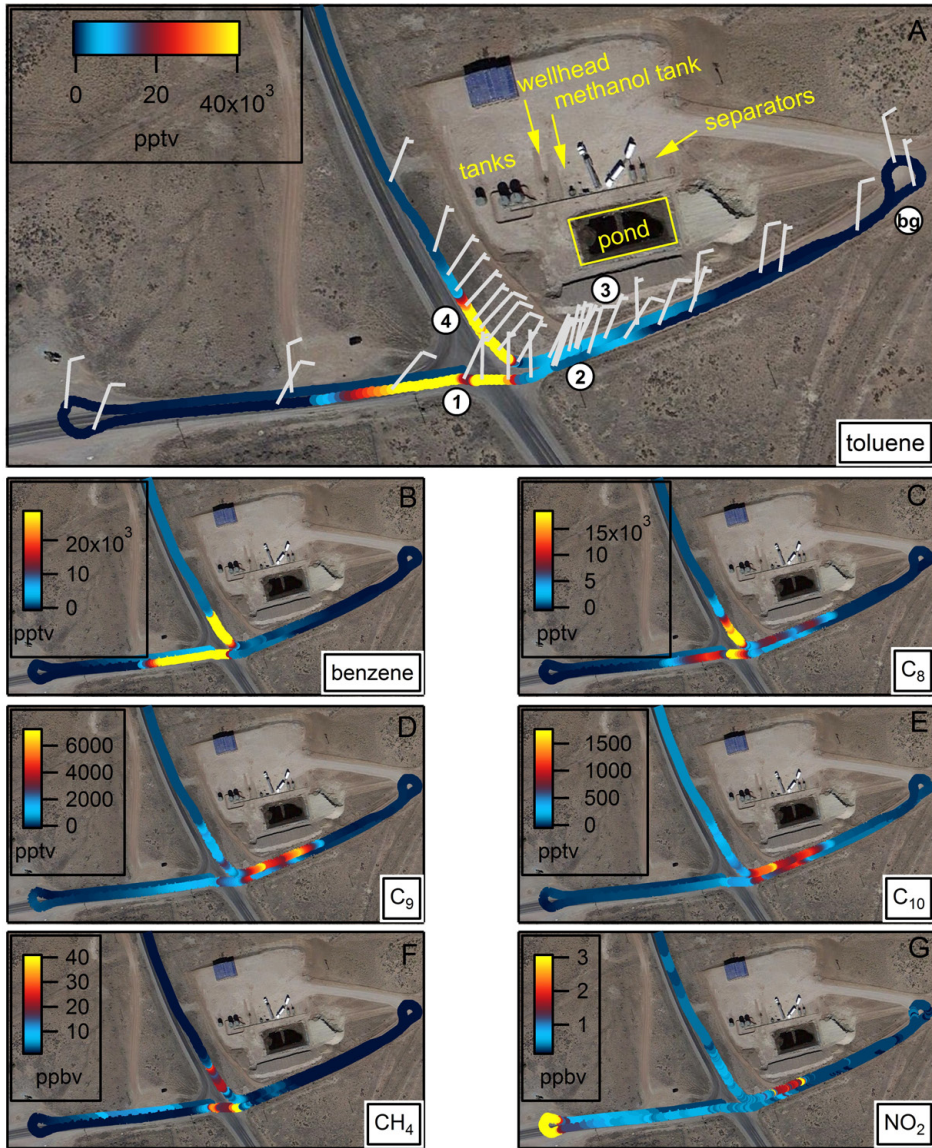 A
0
20
40x10³
pptv
wellhead
methanol tank
separators
tanks
pond
bg
3
4
2
1
toluene
B
20x10³
10
0
pptv
benzene
C
15x10³
10
5
0
pptv
C₈
D
6000
4000
2000
0
pptv
C₉
E
1500
1000
500
0
pptv
C₁₀
F
40
30
20
10
ppbv
CH₄
G
3
2
1
ppbv
NO₂